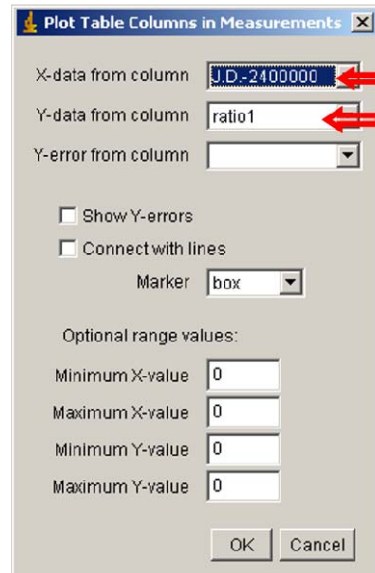 Plot Table Columns in Measurements
X-data from column J.D.-2400000
Y-data from column ratio1
Y-error from column
Show Y-errors
Connect with lines
Marker box
Optional range values:
Minimum X-value 0
Maximum X-value 0
Minimum Y-value 0
Maximum Y-value 0
OK Cancel